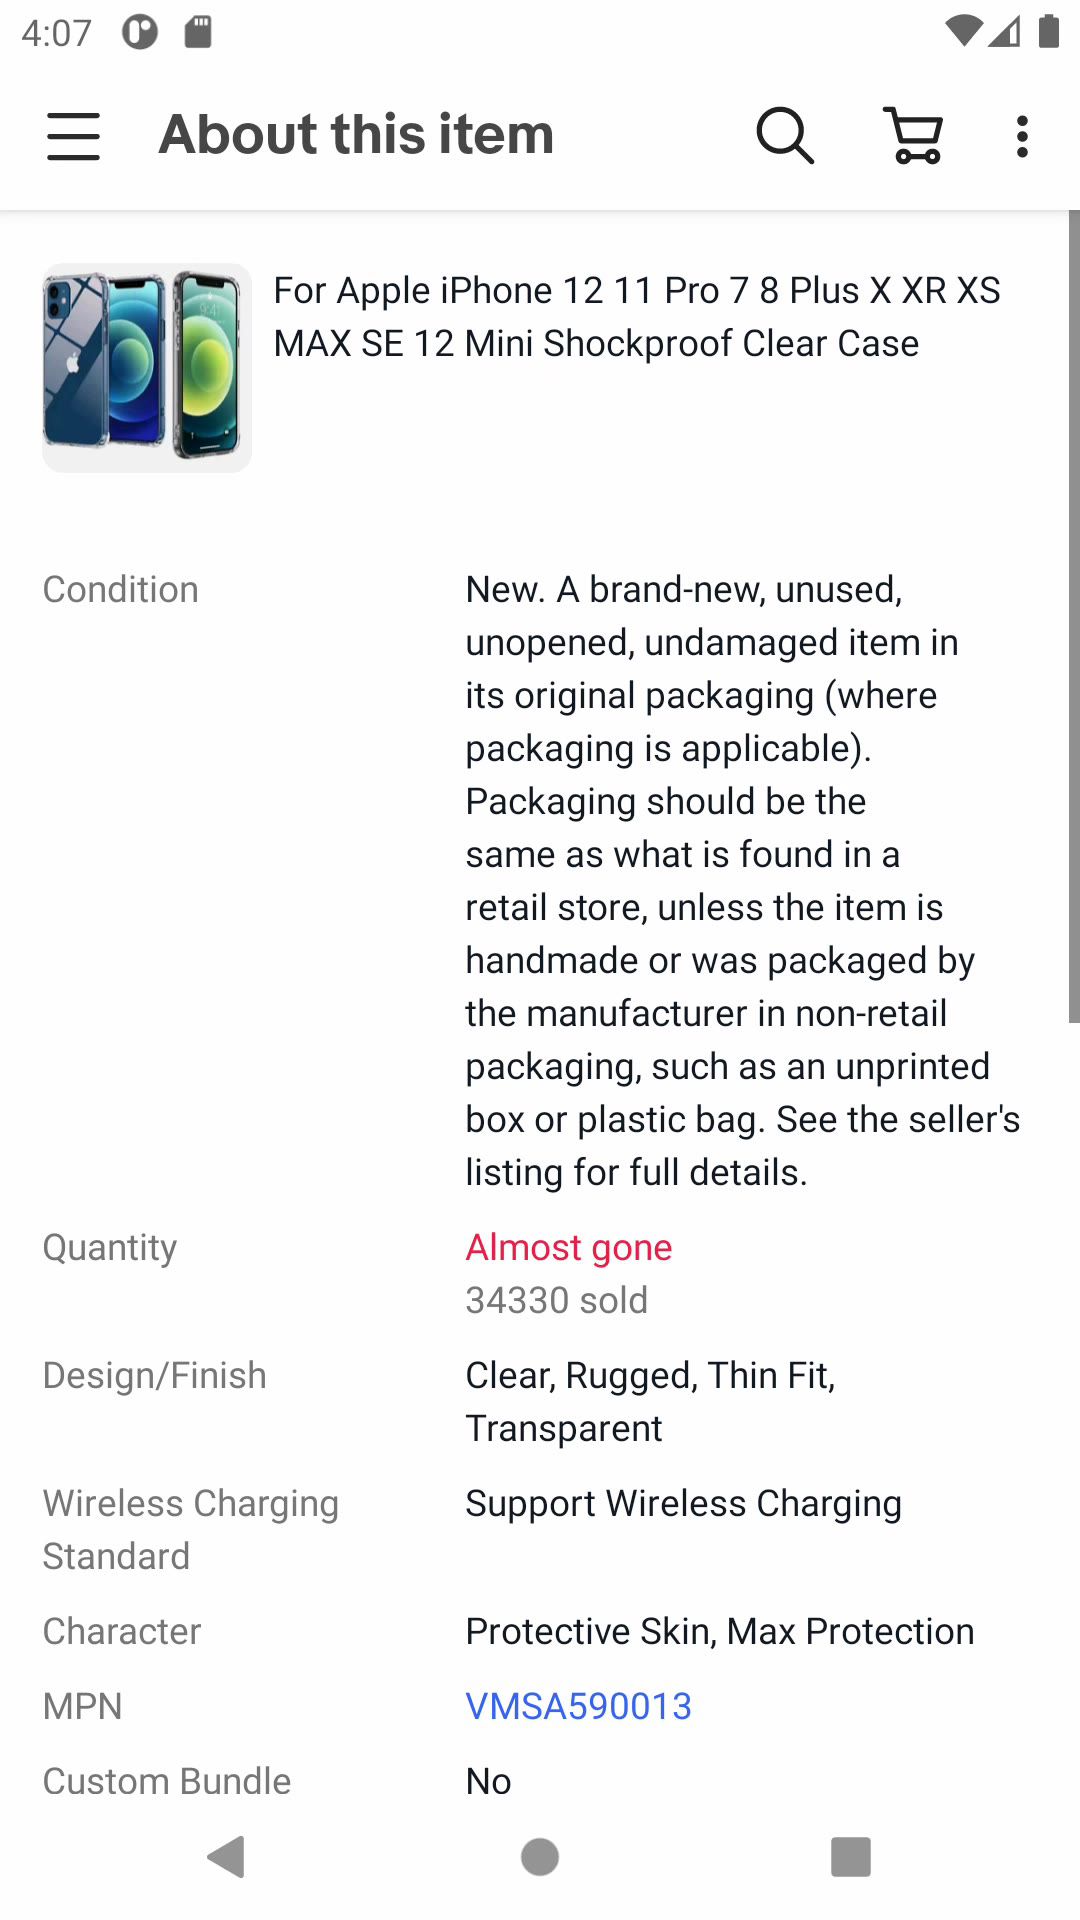 4:07
About this item
For Apple iPhone 12 11 Pro 7 8 Plus X XR XS
MAX SE 12 Mini Shockproof Clear Case
Condition
New. A brand-new, unused,
unopened, undamaged item in
its original packaging (where
packaging is applicable).
Packaging should be the
same as what is found in a
retail store, unless the item is
handmade or was packaged by
the manufacturer in non-retail
packaging, such as an unprinted
box or plastic bag. See the seller's
listing for full details.
Quantity
Almost gone
34330 sold
Design/Finish
Clear, Rugged, Thin Fit,
Transparent
Wireless Charging
Standard
Support Wireless Charging
Character
Protective Skin, Max Protection
MPN
VMSA590013
Custom Bundle
No